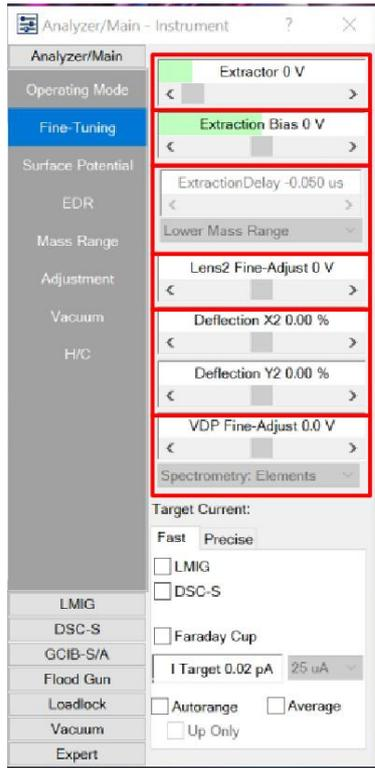 Analyzer/Main - Instrument ? ×
Analyzer/Main
Operating Mode
Fine-Tuning
Surface Potential
EDR
Mass Range
Adjustment
Vacuum
H/C
LMIG
DSC-S
GCIB-S/A
Flood Gun
Loadlock
Vacuum
Expert
Extractor 0 V
Extraction Bias 0 V
ExtractionDelay -0.050 us
Lower Mass Range
Lens2 Fine-Adjust 0 V
Deflection X2 0.00 %
Deflection Y2 0.00 %
VDP Fine-Adjust 0.0 V
Spectrometry: Elements
Target Current:
Fast Precise
LMIG
DSC-S
Faraday Cup
I Target 0.02 pA 25 uA
Autorange Average
Up Only